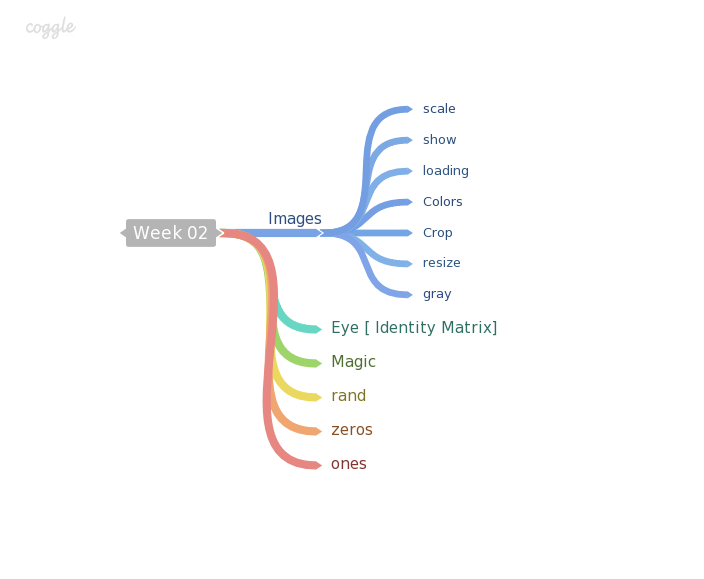 coggle
scale
show
loading
Colors
Images
Week 02
Crop
resize
gray
Eye [ Identity Matrix]
Magic
rand
zeros
ones